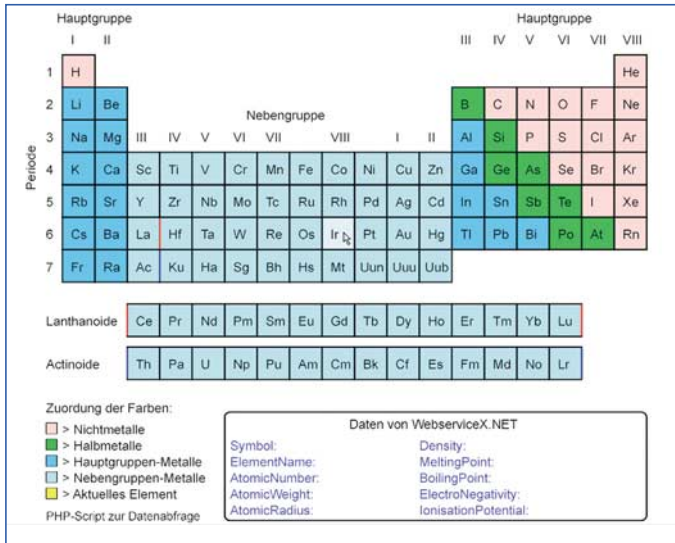 Hauptgruppe Hauptgruppe
I II III IV V VI VII VIII
1 H He
2 Li Be Nebengruppe B C N O F Ne
3 Na Mg III IV V VI VII VIII I II Al Si P S Cl Ar
Periode
4 K Ca Sc Ti V Cr Mn Fe Co Ni Cu Zn Ga Ge As Se Br Kr
5 Rb Sr Y Zr Nb Mo Tc Ru Rh Pd Ag Cd In Sn Sb Te I Xe
6 Cs Ba La Hf Ta W Re Os Ir Pt Au Hg Tl Pb Bi Po At Rn
7 Fr Ra Ac Ku Ha Sg Bh Hs Mt Uun Uuu Uub
Lanthanoide Ce Pr Nd Pm Sm Eu Gd Tb Dy Ho Er Tm Yb Lu
Actinoide Th Pa U Np Pu Am Cm Bk Cf Es Fm Md No Lr
Zuordung der Farben:
> Nichtmetalle
> Halbmetalle
> Hauptgruppen-Metalle
> Nebengruppen-Metalle
> Aktuelles Element
PHP-Script zur Datenabfrage
Daten von WebserviceX.NET
Symbol: Density:
ElementName: MeltingPoint:
AtomicNumber: BoilingPoint:
AtomicWeight: ElectroNegativity:
AtomicRadius: IonisationPotential: